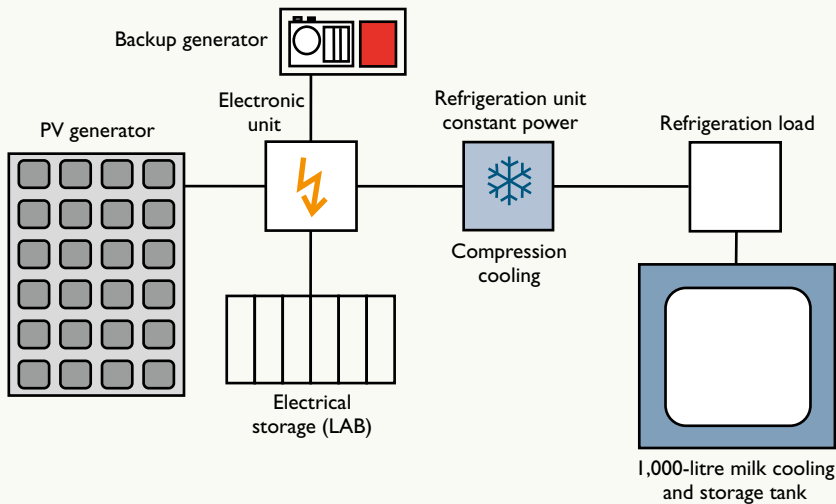 Backup generator
Electronic
unit
PV generator
Refrigeration unit
constant power
Refrigeration load
Compression
cooling
Electrical
storage (LAB)
1,000-litre milk cooling
and storage tank